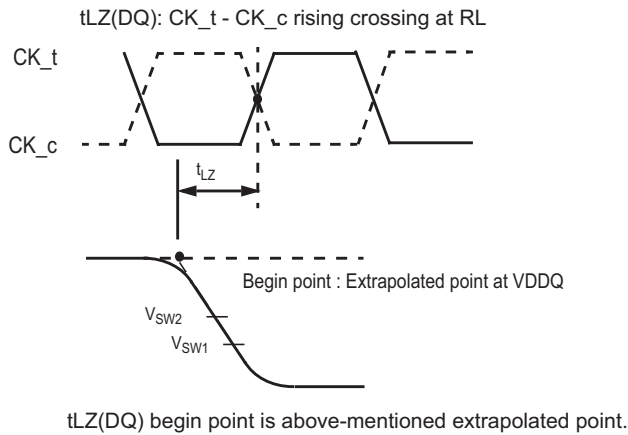 tLZ(DQ): CK_t - CK_c rising crossing at RL
CK_t
CK_c
tLZ
Begin point : Extrapolated point at VDDQ
VSW2
VSW1
tLZ(DQ) begin point is above-mentioned extrapolated point.